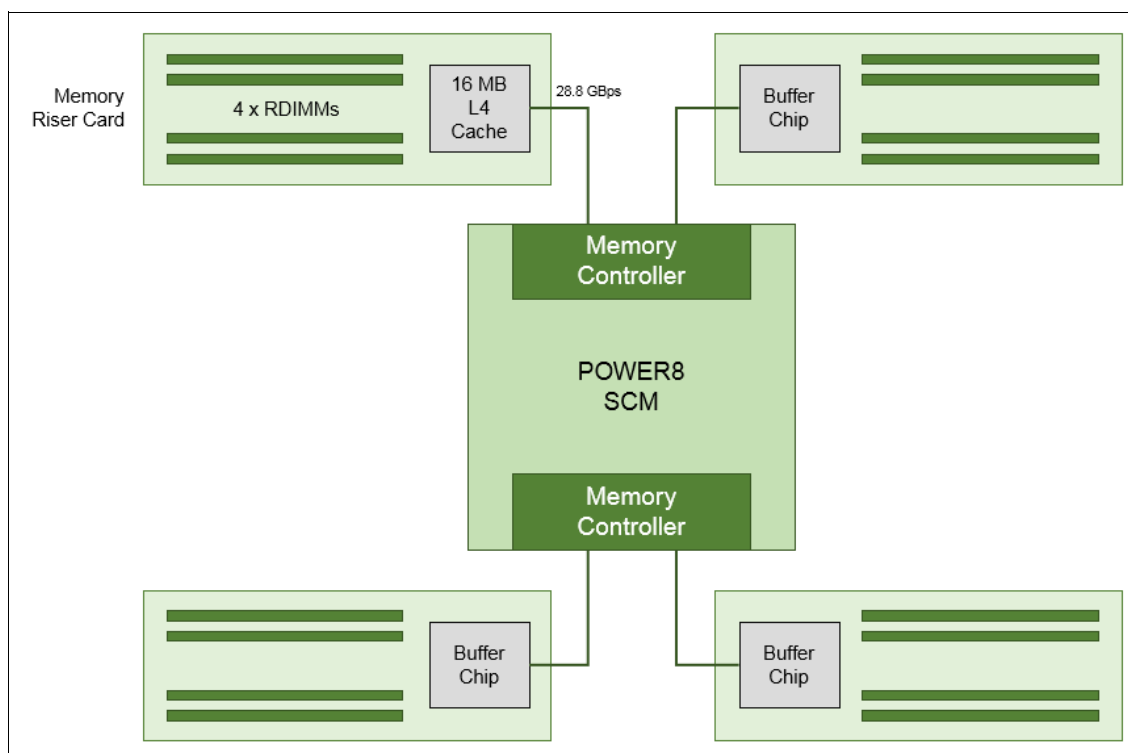 Memory
Riser Card
4 x RDIMMs
16 MB
L4
Cache
28.8 GBps
Buffer
Chip
Memory
Controller
POWER8
SCM
Memory
Controller
Buffer
Chip
Buffer
Chip